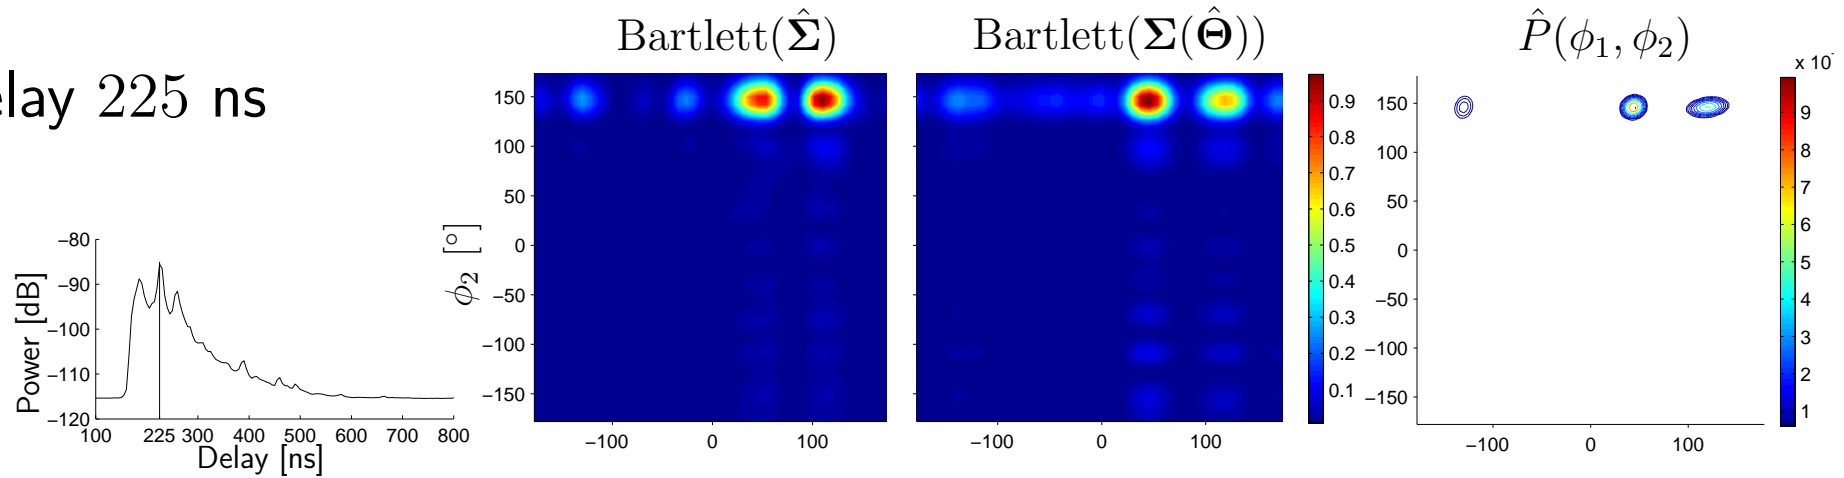 Bartlett(Σ̂) Bartlett(Σ(Θ̂)) P̂(ϕ₁, ϕ₂)
elay 225 ns
x 10⁻
150 100 50 0 −50 −100 −150
ϕ₂ [°]
−100 0 100
−100 0 100
0.9 0.8 0.7 0.6 0.5 0.4 0.3 0.2 0.1
150 100 50 0 −50 −100 −150
−100 0 100
9 8 7 6 5 4 3 2 1
−80 −90 −100 −110 −120
Power [dB]
100 225 300 400 500 600 700 800
Delay [ns]